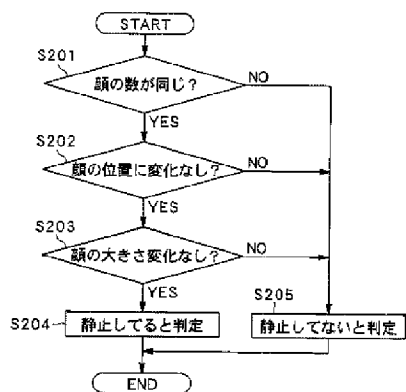 START
S201
顔の数が同じ?
NO
YES
S202
顔の位置に変化なし?
NO
YES
S203
顔の大きさ変化なし?
NO
YES
S205
S204
静止してると判定
静止してないと判定
END